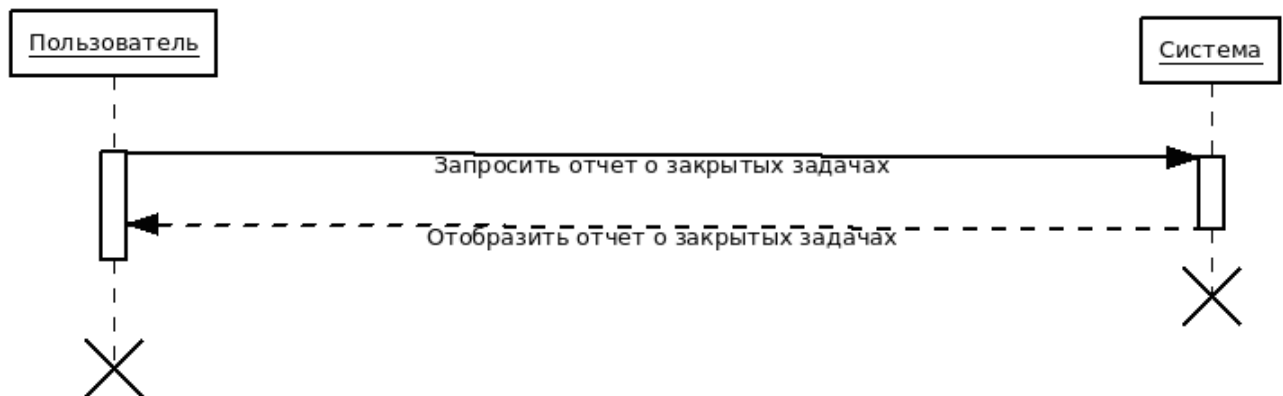 Пользователь
Система
Запросить отчет о закрытых задачах
Отобразить отчет о закрытых задачах